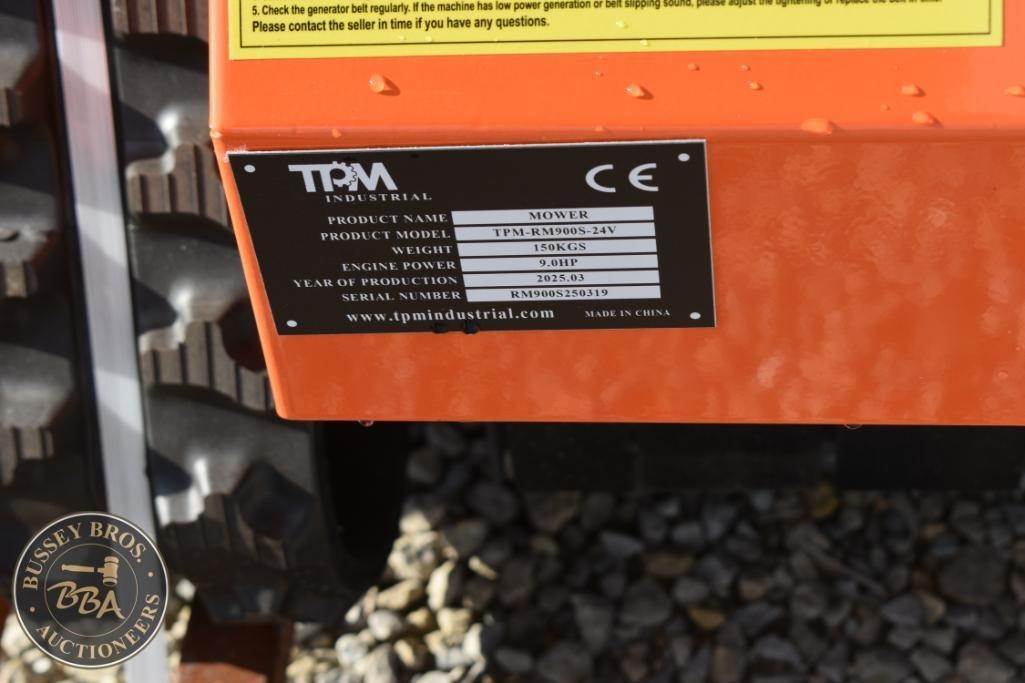 5. Check the generator belt regularly. If the machine has low power generation or belt slipping sound, please adjust the tightening or replace the belt in time.
Please contact the seller in time if you have any questions.
TPM
INDUSTRIAL
CE
PRODUCT NAME MOWER
PRODUCT MODEL TPM-RM900S-24V
WEIGHT 150KGS
ENGINE POWER 9.0HP
YEAR OF PRODUCTION 2025.03
SERIAL NUMBER RM900S250319
www.tpmindustrial.com MADE IN CHINA
BUSSEY BROS.
BBA
AUCTIONEERS